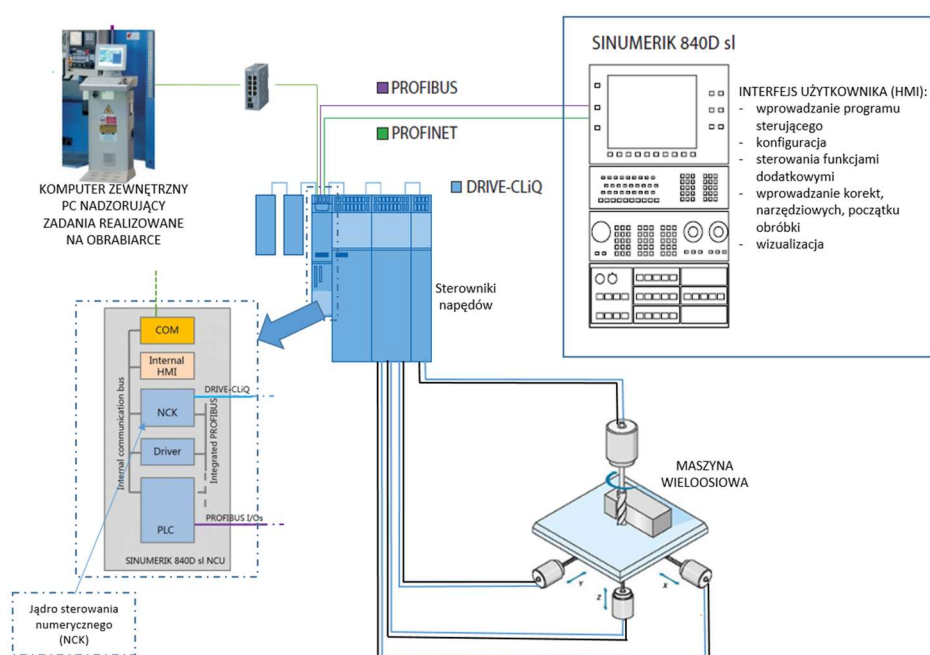 SINUMERIK 840D sl
PROFIBUS
PROFINET
DRIVE-CLiQ
INTERFEJS UŻYTKOWNIKA (HMI):
- wprowadzanie programu
sterującego
- konfiguracja
- sterowania funkcjami
dodatkowymi
- wprowadzanie korekt,
narzędziowych, początku
obróbki
- wizualizacja
KOMPUTER ZEWNĘTRZNY
PC NADZORUJĄCY
ZADANIA REALIZOWANE
NA OBRABIARCE
Sterowniki
napędów
COM
Internal
HMI
NCK
Driver
PLC
Internal communication bus
Integrated PROFIBUS
DRIVE-CLiQ
PROFIBUS I/Os
SINUMERIK 840D sl NCU
Jądro sterowania
numerycznego
(NCK)
MASZYNA
WIELOOSIOWA
Y
Z
X